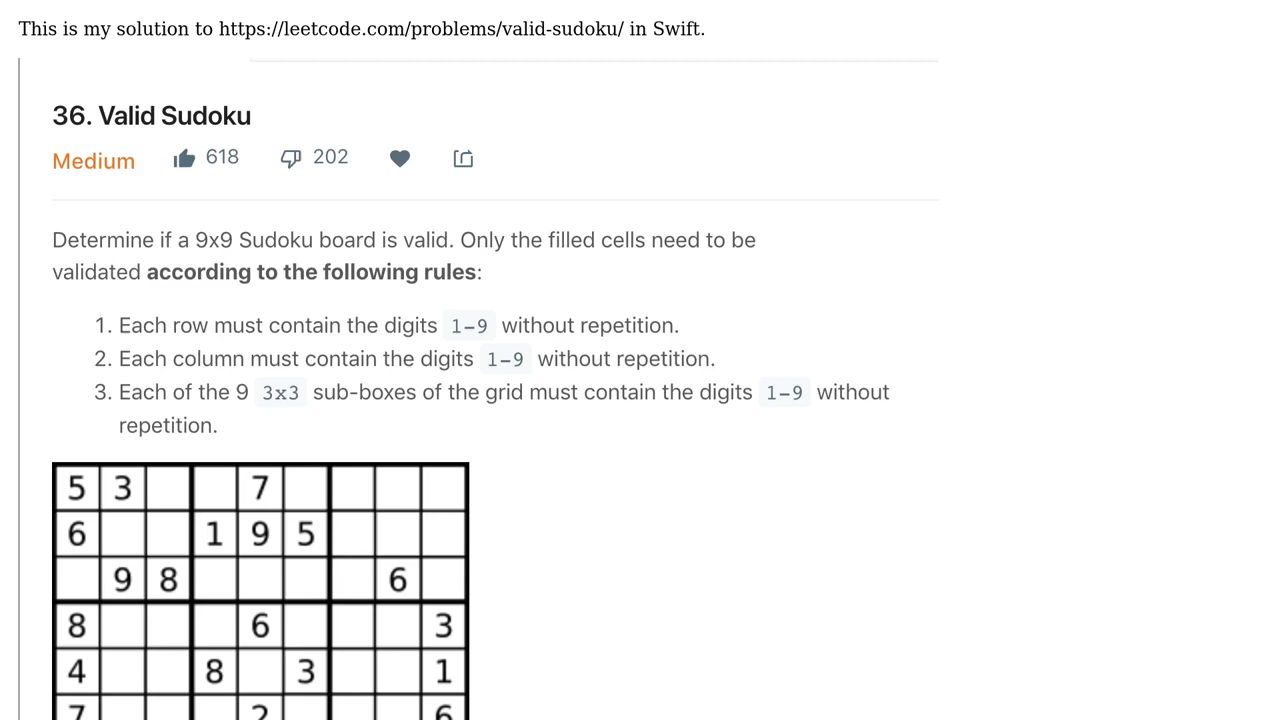 This is my solution to https://leetcode.com/problems/valid-sudoku/ in Swift.
36. Valid Sudoku
Medium 618 202
Determine if a 9x9 Sudoku board is valid. Only the filled cells need to be
validated according to the following rules:
1. Each row must contain the digits 1-9 without repetition.
2. Each column must contain the digits 1-9 without repetition.
3. Each of the 9 3x3 sub-boxes of the grid must contain the digits 1-9 without
repetition.
5 3 7
6 1 9 5
9 8 6
8 6 3
4 8 3 1
7 2 6